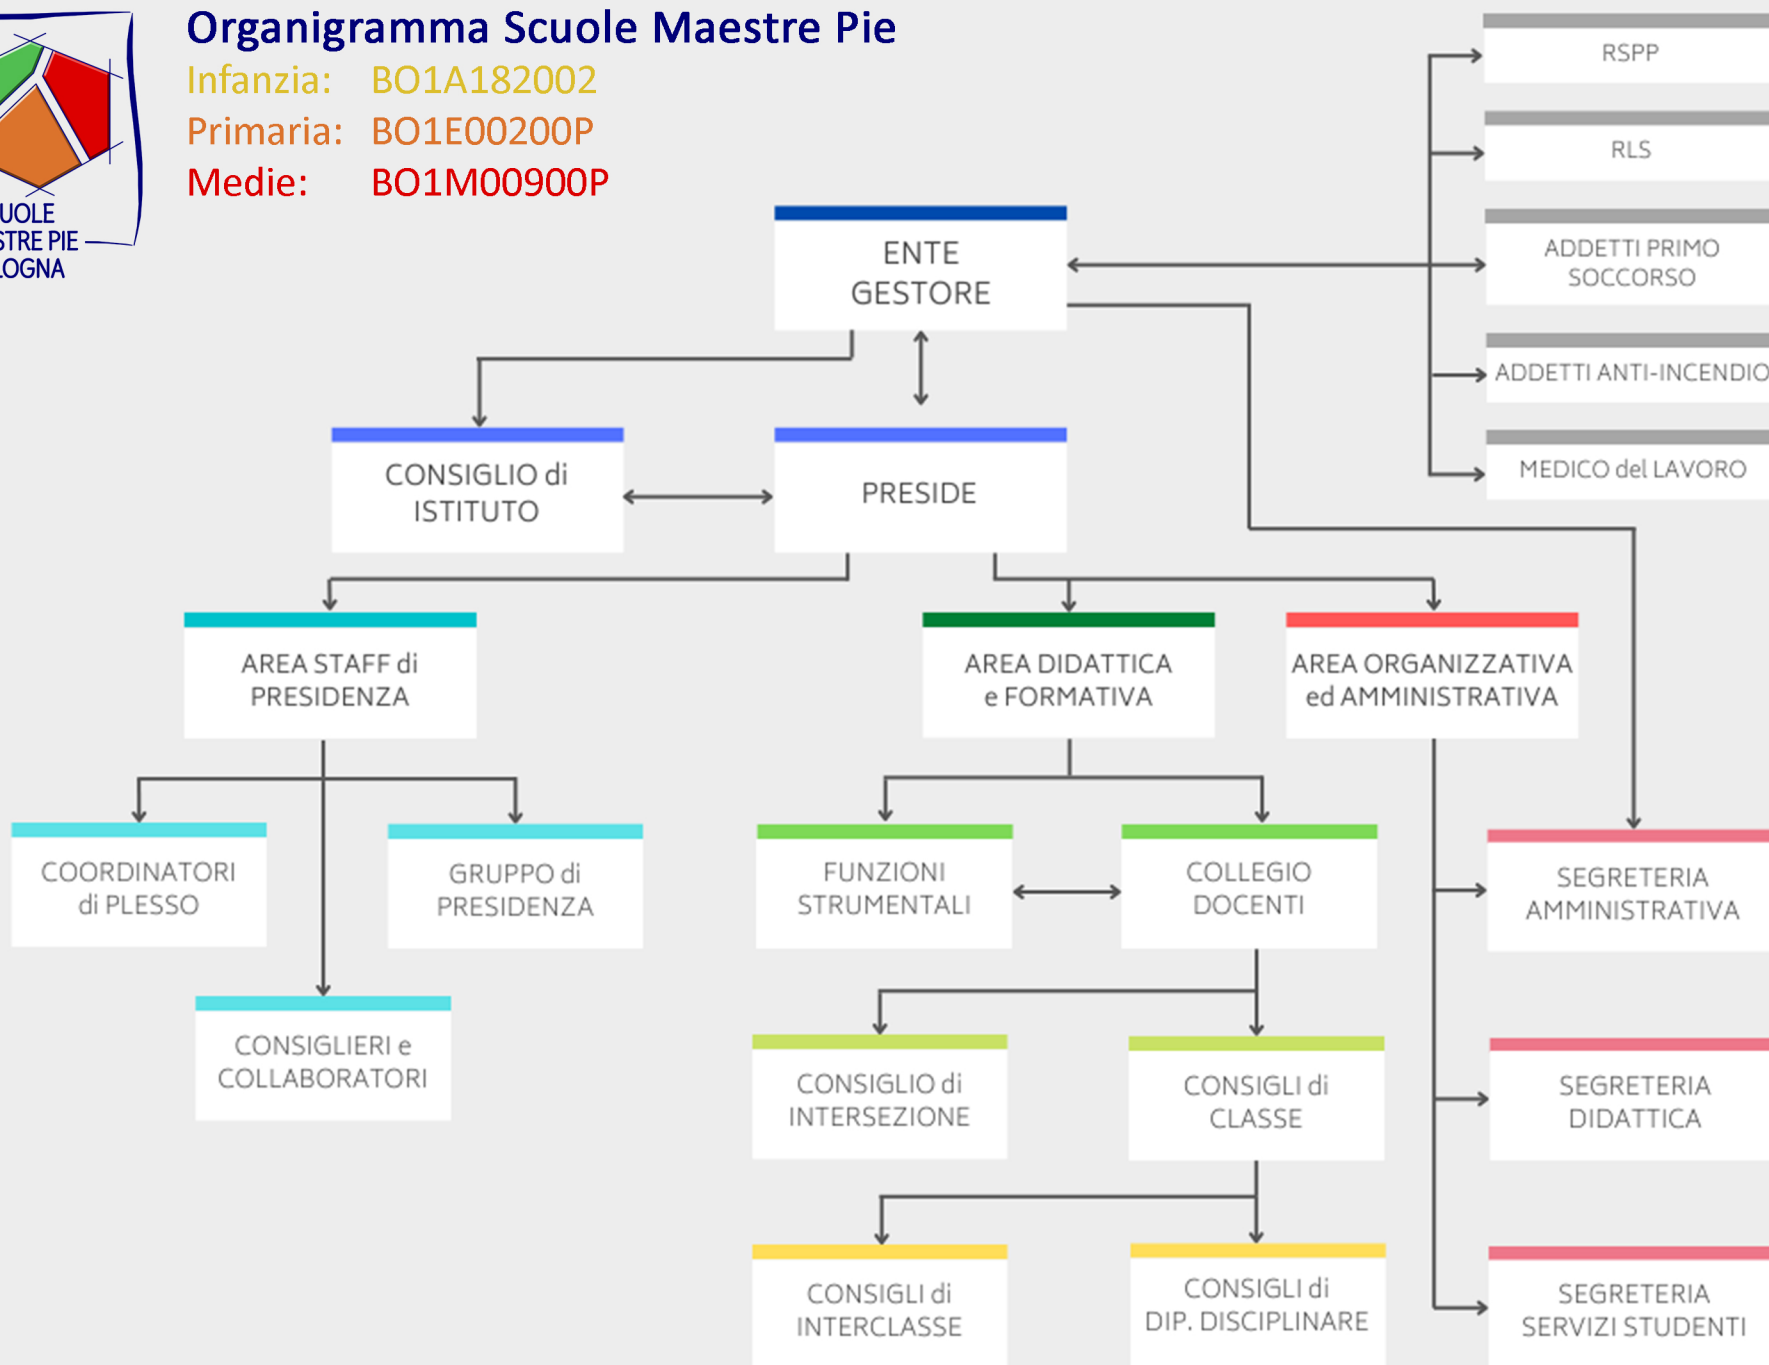 Organigramma Scuole Maestre Pie
Infanzia: BO1A182002
Primaria: BO1E00200P
Medie: BO1M00900P
UOLE
STRE PIE
LOGNA
RSPP
RLS
ADDETTI PRIMO
SOCCORSO
ADDETTI ANTI-INCENDIO
MEDICO del LAVORO
ENTE
GESTORE
CONSIGLIO di
ISTITUTO
PRESIDE
AREA STAFF di
PRESIDENZA
AREA DIDATTICA
e FORMATIVA
AREA ORGANIZZATIVA
ed AMMINISTRATIVA
COORDINATORI
di PLESSO
GRUPPO di
PRESIDENZA
FUNZIONI
STRUMENTALI
COLLEGIO
DOCENTI
SEGRETERIA
AMMINISTRATIVA
CONSIGLIERI e
COLLABORATORI
CONSIGLIO di
INTERSEZIONE
CONSIGLI di
CLASSE
SEGRETERIA
DIDATTICA
CONSIGLI di
INTERCLASSE
CONSIGLI di
DIP. DISCIPLINARE
SEGRETERIA
SERVIZI STUDENTI